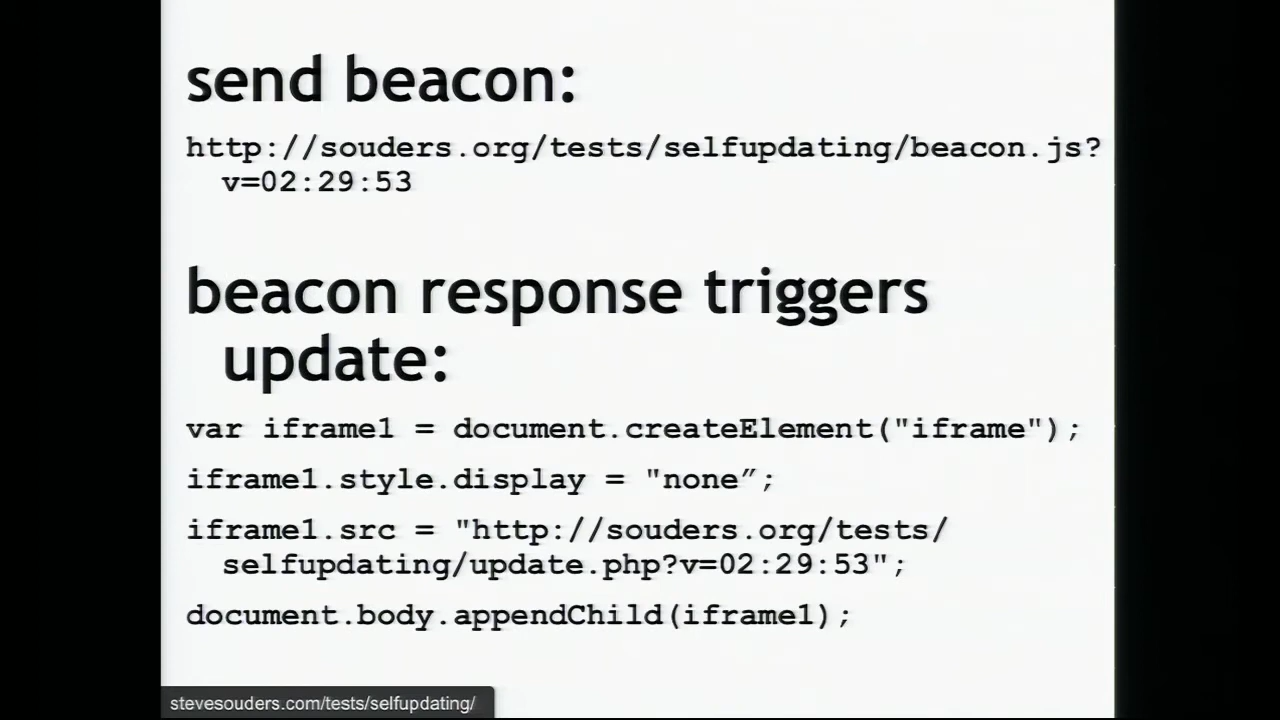 send beacon:
http://souders.org/tests/selfupdating/beacon.js?
v=02:29:53
beacon response triggers
update:
var iframe1 = document.createElement("iframe");
iframe1.style.display = "none”;
iframe1.src = "http://souders.org/tests/
selfupdating/update.php?v=02:29:53";
document.body.appendChild(iframe1);
stevesouders.com/tests/selfupdating/